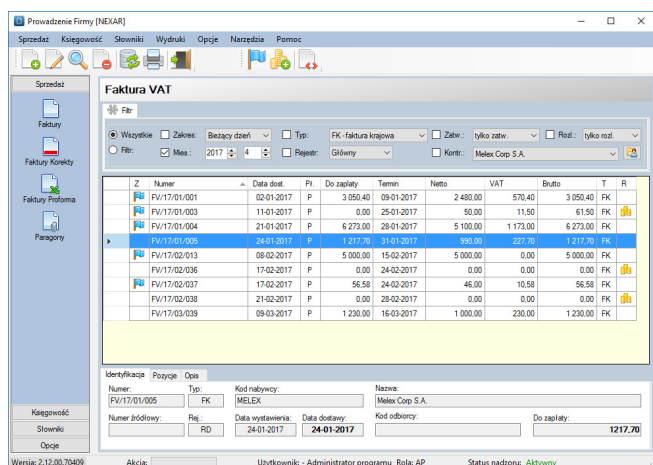 Prowadzenie Firmy [NEXAR]
Sprzedaż Księgowość Słowniki Wydruki Opcje Narzędzia Pomoc
Sprzedaż
Faktury
Faktury Korekty
Faktury Proforma
Paragony
Księgowość
Słowniki
Opcje
Faktura VAT
Filtr
Wszystkie Zakres: Bieżący dzień Typ: FK - faktura krajowa Zatw.: tylko zatw. Rozl.: tylko rozl.
Filtr: Mies.: 2017 4 Rejestr: Główny Kontr.: Melex Corp S.A.
Z Numer Data dost. Pł. Do zapłaty Termin Netto VAT Brutto T R
FV/17/01/001 02-01-2017 P 3 050,40 09-01-2017 2 480,00 570,40 3 050,40 FK
FV/17/01/003 11-01-2017 P 0,00 25-01-2017 50,00 11,50 61,50 FK
FV/17/01/004 21-01-2017 P 6 273,00 28-01-2017 5 100,00 1 173,00 6 273,00 FK
FV/17/01/005 24-01-2017 P 1 217,70 31-01-2017 990,00 227,70 1 217,70 FK
FV/17/02/013 08-02-2017 P 5 000,00 15-02-2017 5 000,00 0,00 5 000,00 FK
FV/17/02/036 17-02-2017 P 0,00 24-02-2017 0,00 0,00 0,00 FK
FV/17/02/037 17-02-2017 P 56,58 24-02-2017 46,00 10,58 56,58 FK
FV/17/02/038 21-02-2017 P 0,00 28-02-2017 0,00 0,00 0,00 FK
FV/17/03/039 09-03-2017 P 1 230,00 16-03-2017 1 000,00 230,00 1 230,00 FK
Identyfikacja Pozycje Opis
Numer: Typ: Kod nabywcy: Nazwa:
FV/17/01/005 FK MELEX Melex Corp S.A.
Numer źródłowy: Rej.: Data wystawienia: Data dostawy: Kod odbiorcy: Do zapłaty:
RD 24-01-2017 24-01-2017 1217,70
Wersja: 2.12.00.70409 Akcja: Użytkownik: - Administrator programu Rola: AP Status nadzoru: Aktywny